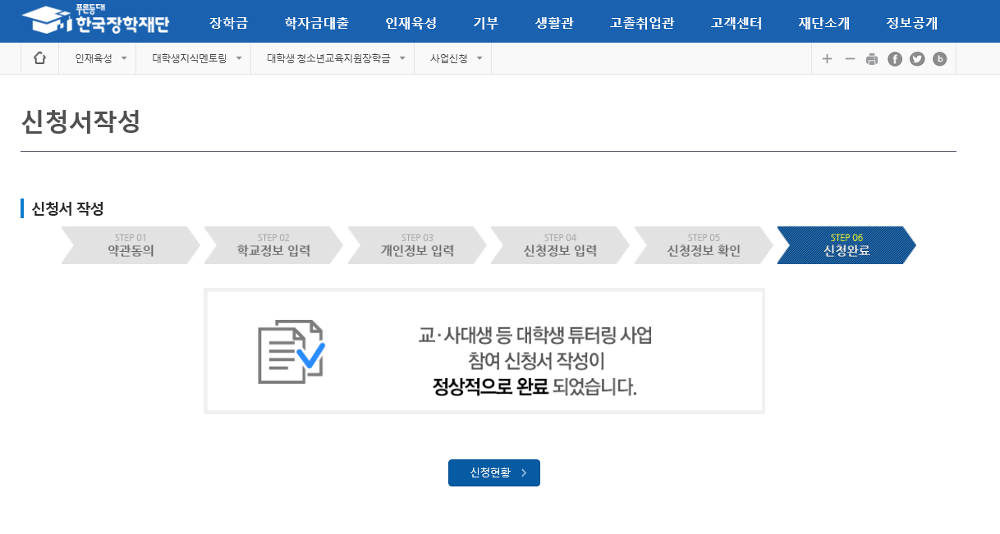 푸른등대
한국장학재단
장학금 학자금대출 인재육성 기부 생활관 고졸취업관 고객센터 재단소개 정보공개
인재육성 대학생지식멘토링 대학생 청소년교육지원장학금 사업신청
신청서작성
신청서 작성
STEP 01
약관동의
STEP 02
학교정보 입력
STEP 03
개인정보 입력
STEP 04
신청정보 입력
STEP 05
신청정보 확인
STEP 06
신청완료
교·사대생 등 대학생 튜터링 사업
참여 신청서 작성이
정상적으로 완료 되었습니다.
신청현황